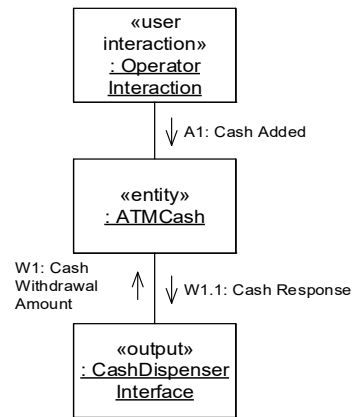 «user
interaction»
: Operator
Interaction
A1: Cash Added
«entity»
: ATMCash
W1: Cash
Withdrawal
Amount
W1.1: Cash Response
«output»
: CashDispenser
Interface